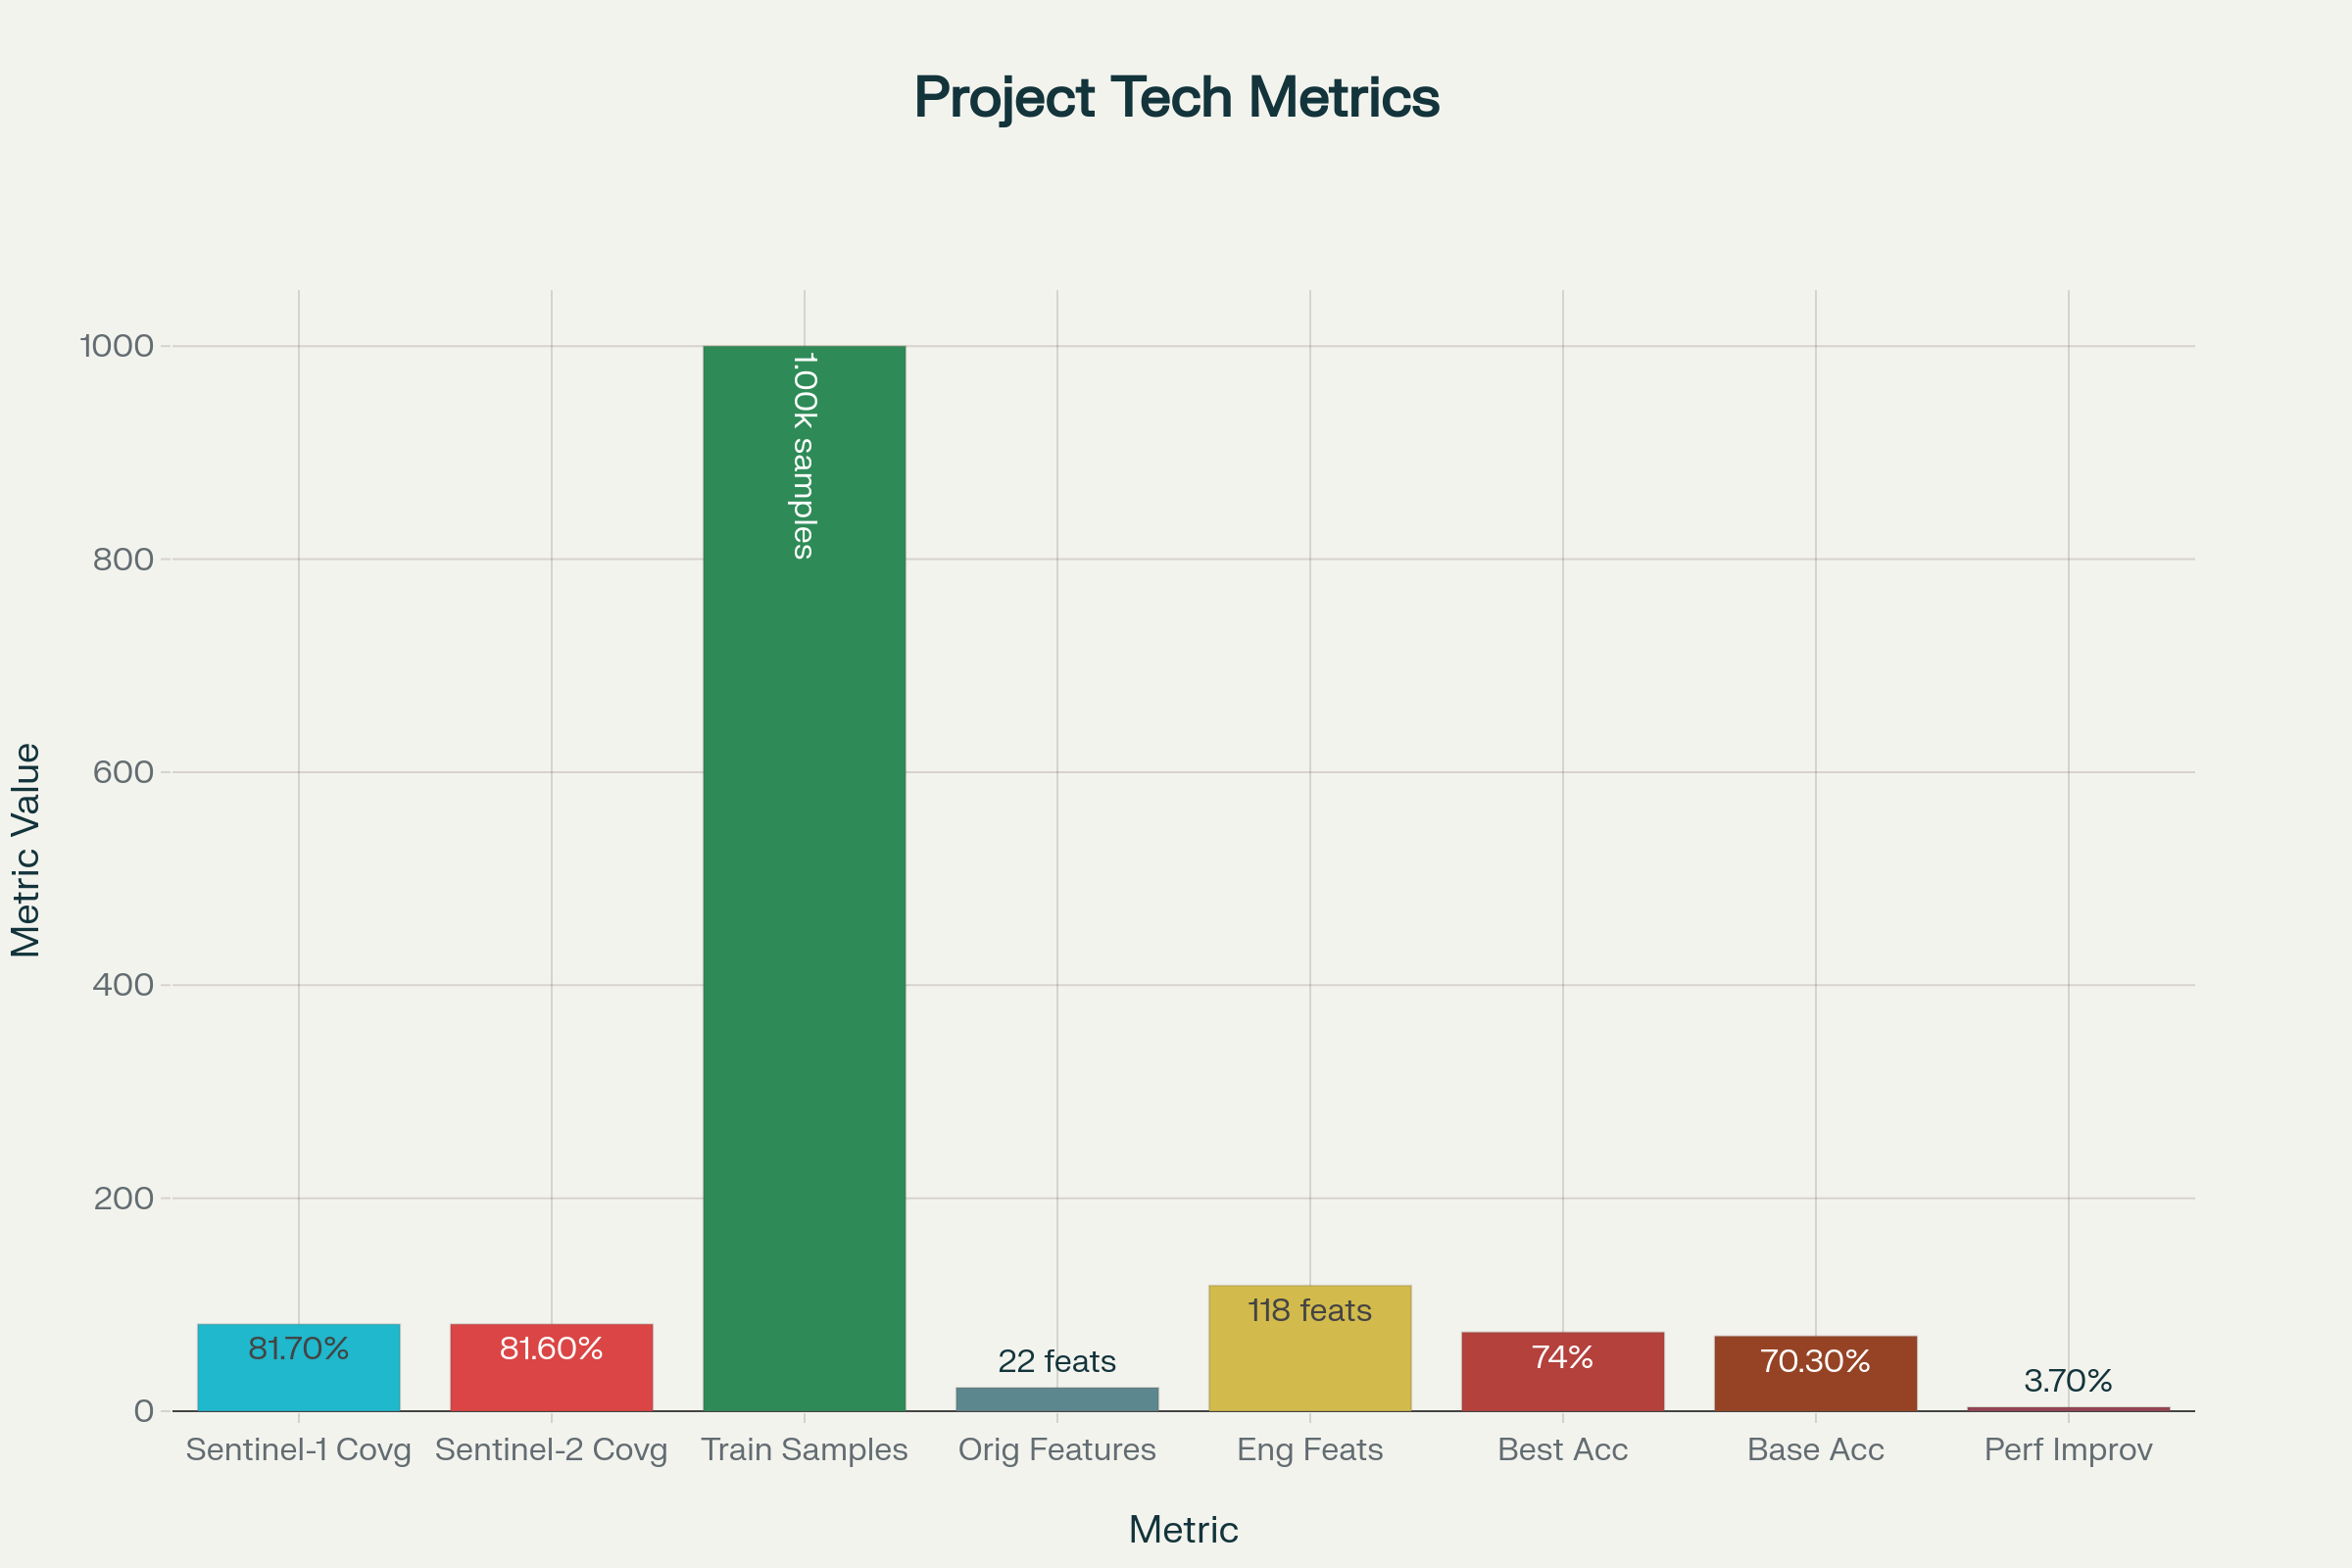 Project Tech Metrics
Metric Value
1000
800
600
400
200
0
1.00k samples
81.70%
81.60%
22 feats
118 feats
74%
70.30%
3.70%
Sentinel-1 Covg
Sentinel-2 Covg
Train Samples
Orig Features
Eng Feats
Best Acc
Base Acc
Perf Improv
Metric